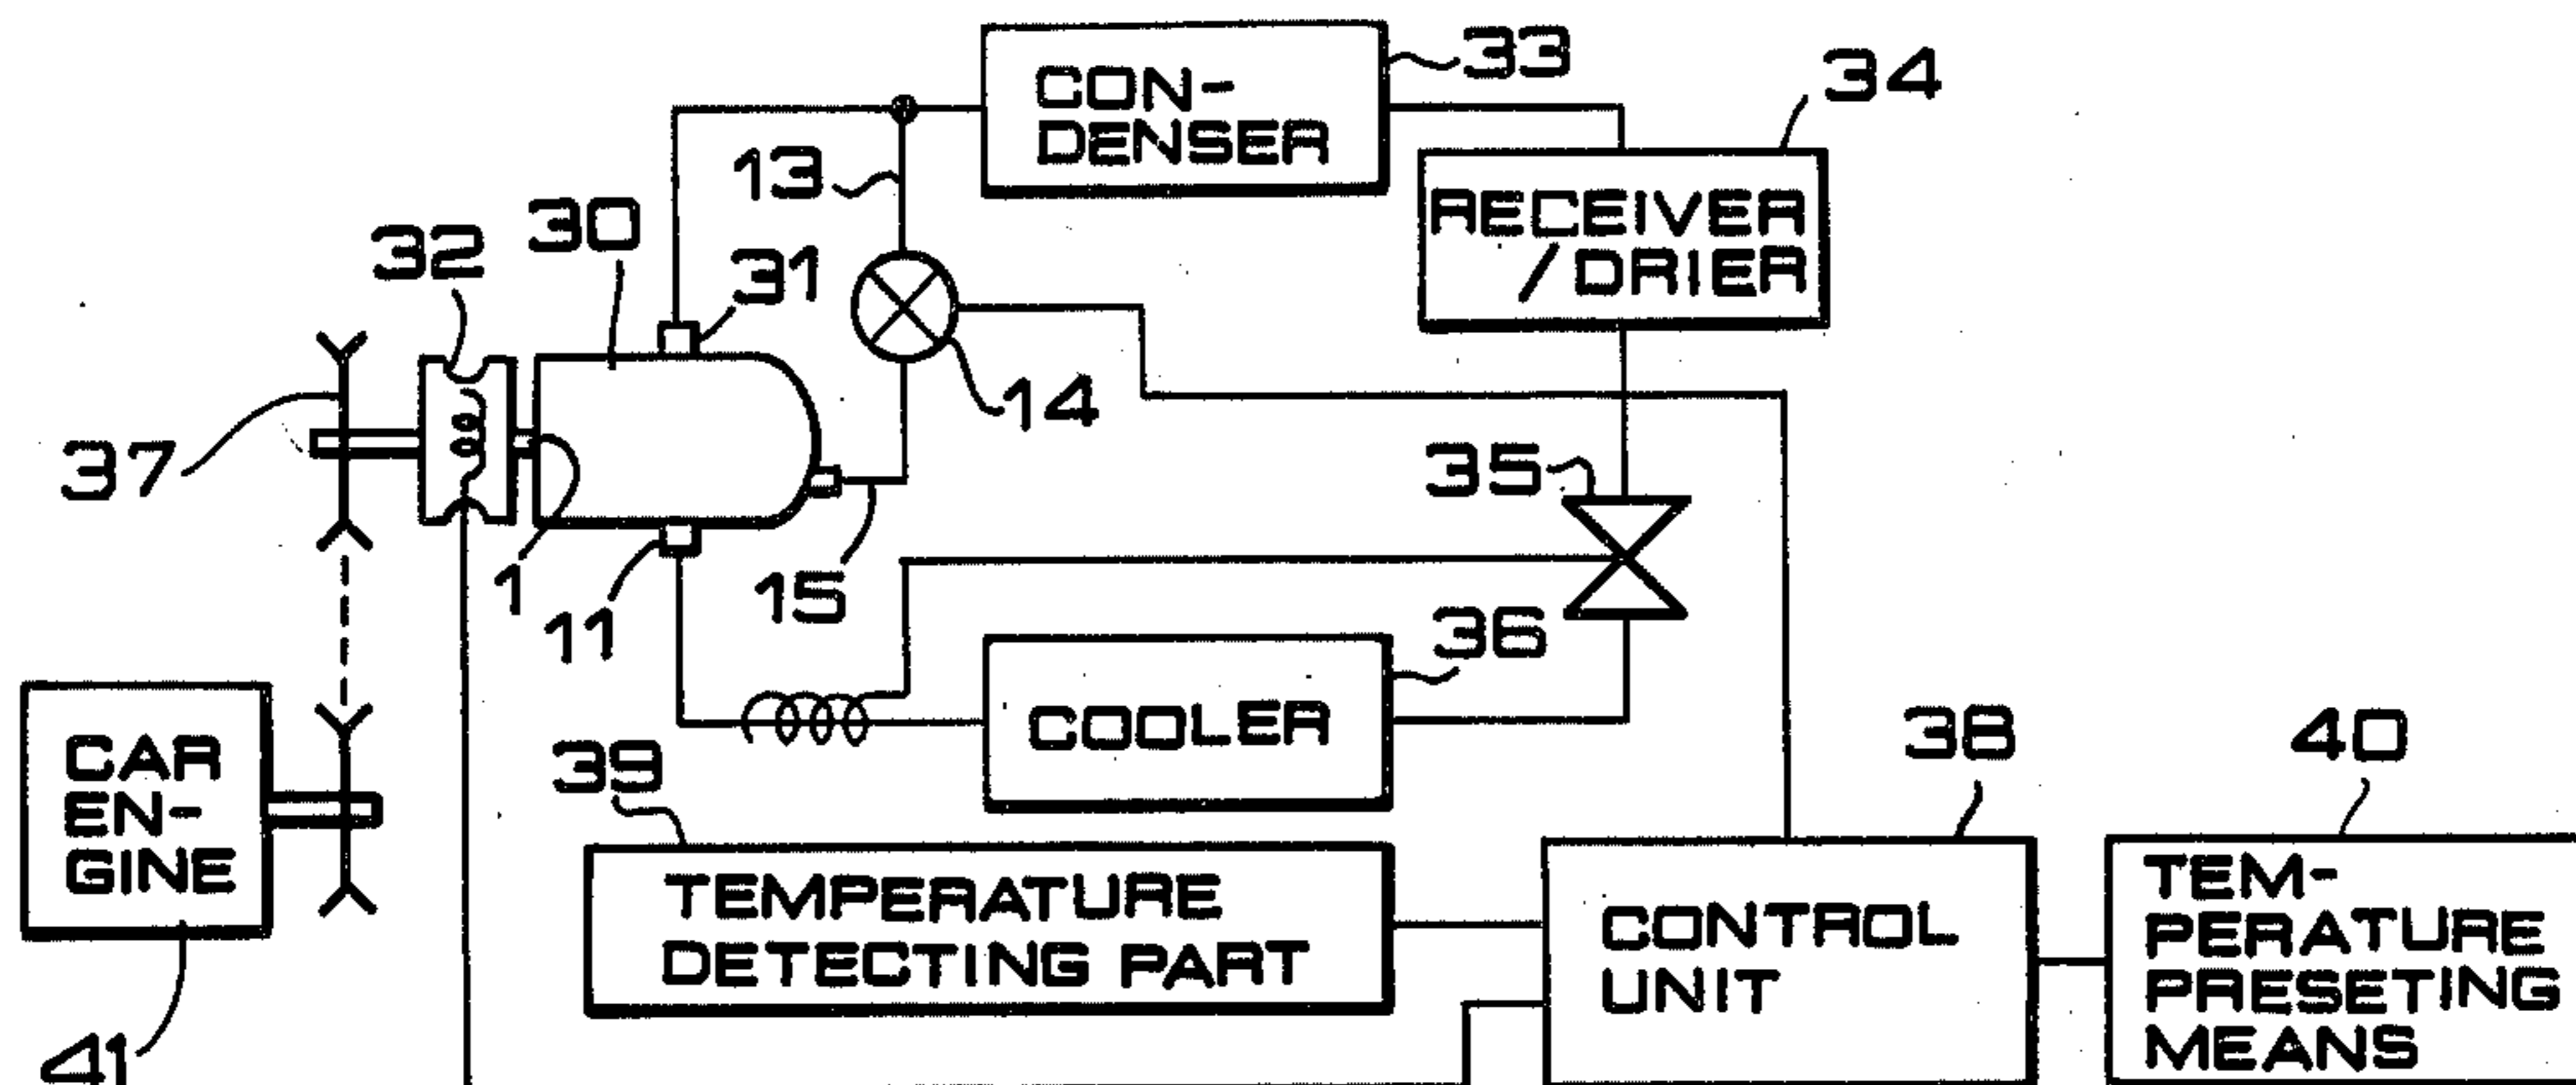 CON-
DENSER
33
34
13
RECEIVER
/DRIER
30
32
31
14
37
35
1
11
15
36
COOLER
38
40
39
CAR
EN-
GINE
TEMPERATURE
DETECTING PART
CONTROL
UNIT
TEM-
PERATURE
PRESETING
MEANS
41